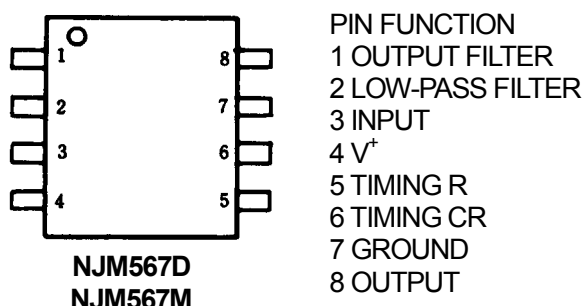 1
2
3
4
8
7
6
5
NJM567D
NJM567M
PIN FUNCTION
1 OUTPUT FILTER
2 LOW-PASS FILTER
3 INPUT
4 V⁺
5 TIMING R
6 TIMING CR
7 GROUND
8 OUTPUT